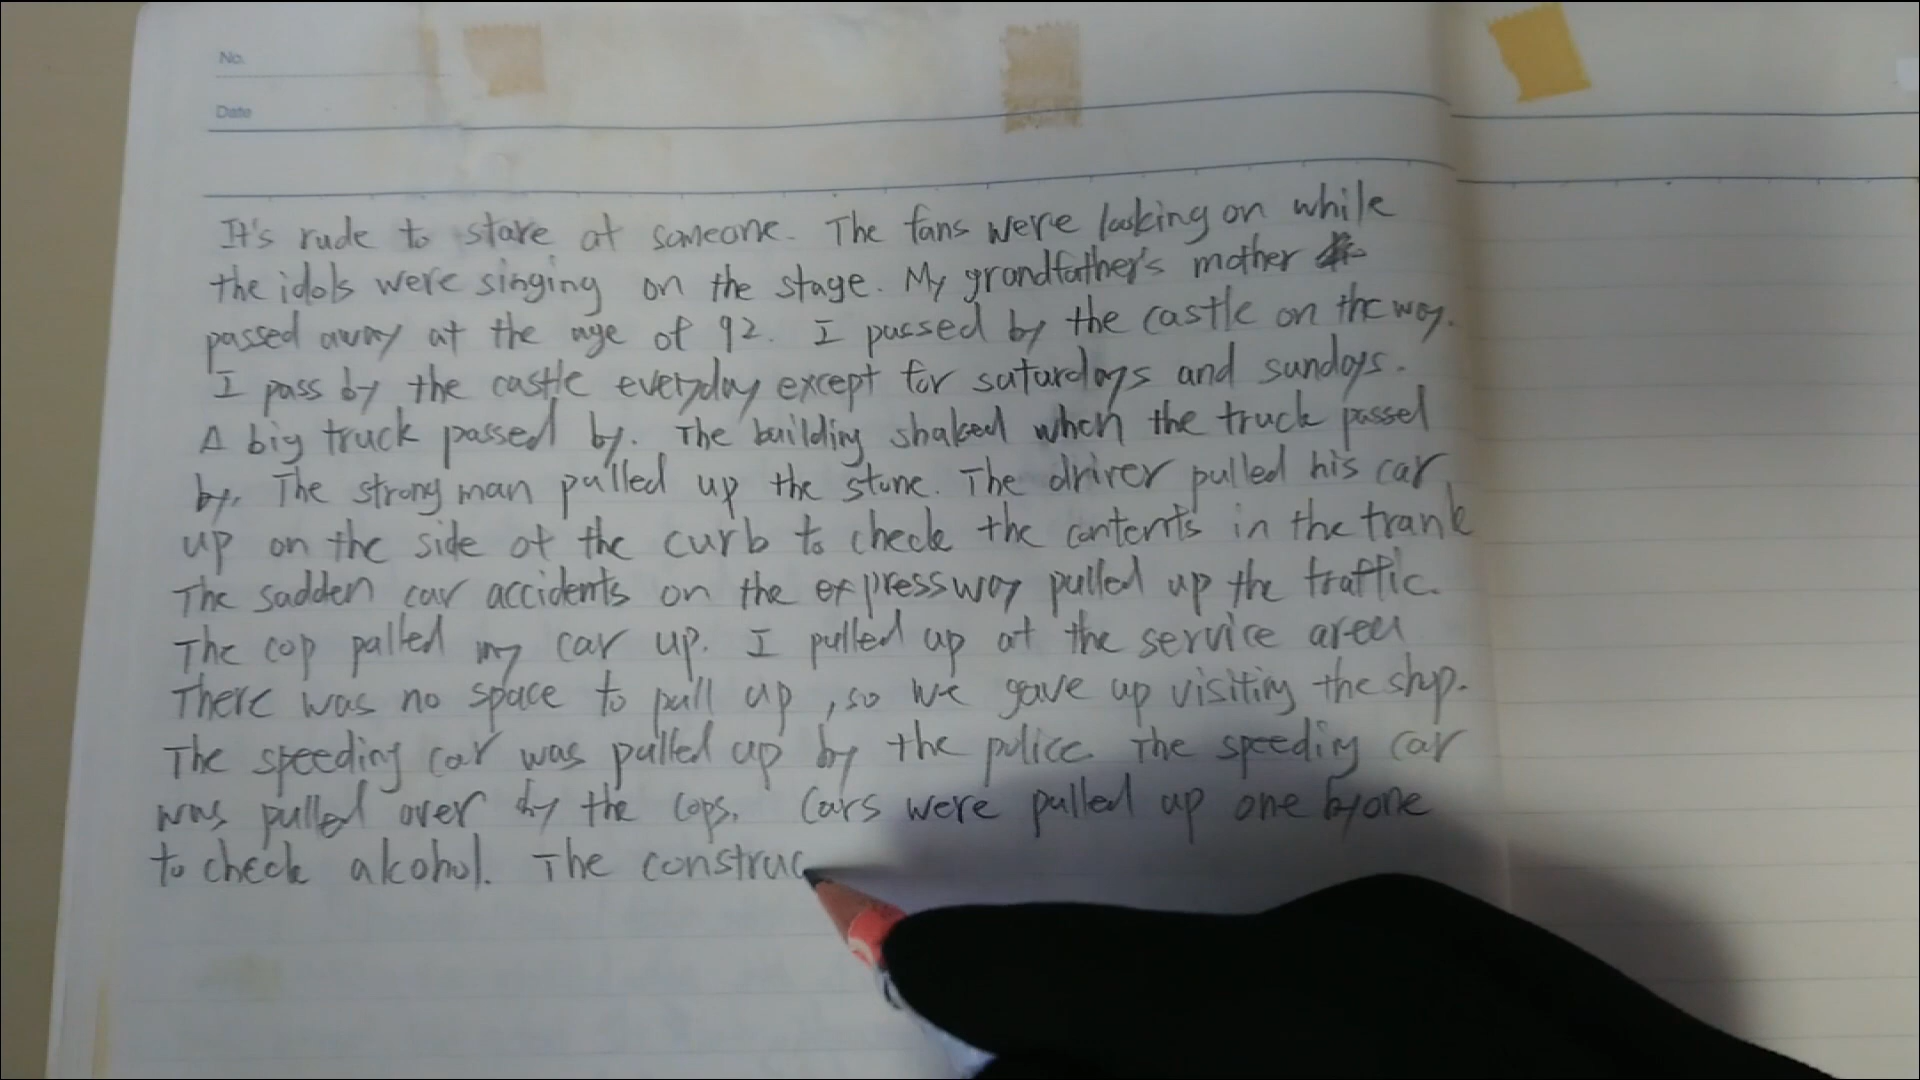 No.
Date
It's rude to stare at someone. The fans were looking on while
the idols were singing on the stage. My grandfather's mother
passed away at the age of 92. I passed by the castle on the way.
I pass by the castle everyday except for saturdays and sundays.
A big truck passed by. The building shaked when the truck passed
by. The strong man pulled up the stone. The driver pulled his car
up on the side of the curb to check the contents in the trank
The sadden car accidents on the expressway pulled up the traffic.
The cop palled my car up. I pulled up at the service area
There was no space to pull up, so we gave up visiting the shop.
The speeding car was pulled up by the police. The speeding car
was pulled over by the cops. Cars were pulled up one by one
to check alcohol. The construc